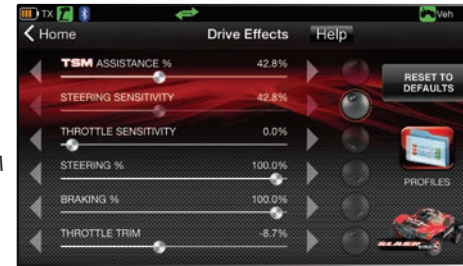 TX Veh
Home Drive Effects Help
TSM ASSISTANCE % 42.8%
RESET TO
DEFAULTS
STEERING SENSITIVITY 42.8%
THROTTLE SENSITIVITY 0.0%
STEERING % 100.0%
PROFILES
BRAKING % 100.0%
THROTTLE TRIM -8.7%
SLASH